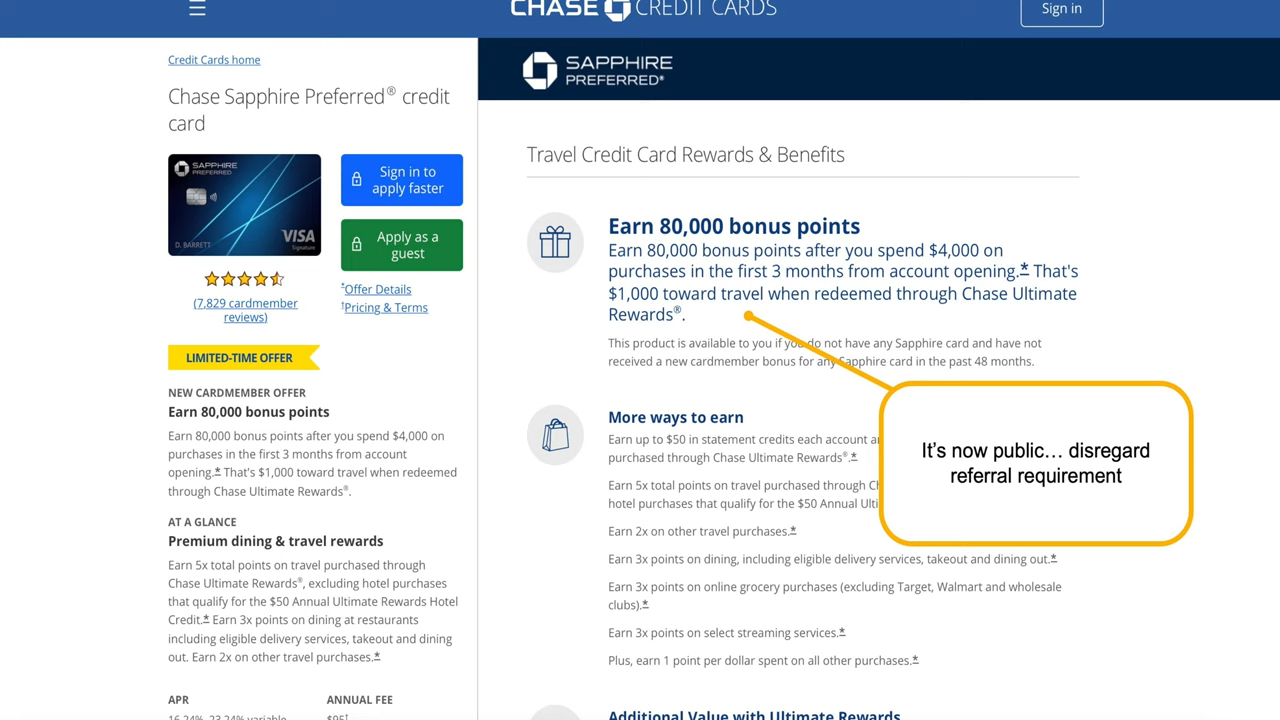 CHASE CREDIT CARDS
Sign in
Credit Cards home
SAPPHIRE
PREFERRED®
Chase Sapphire Preferred® credit
card
SAPPHIRE
PREFERRED
D. BARRETT
VISA
Signature
Sign in to
apply faster
Apply as a
guest
(7,829 cardmember
reviews)
*Offer Details
†Pricing & Terms
LIMITED-TIME OFFER
NEW CARDMEMBER OFFER
Earn 80,000 bonus points
Earn 80,000 bonus points after you spend $4,000 on
purchases in the first 3 months from account
opening.* That's $1,000 toward travel when redeemed
through Chase Ultimate Rewards®.
AT A GLANCE
Premium dining & travel rewards
Earn 5x total points on travel purchased through
Chase Ultimate Rewards®, excluding hotel purchases
that qualify for the $50 Annual Ultimate Rewards Hotel
Credit.* Earn 3x points on dining at restaurants
including eligible delivery services, takeout and dining
out. Earn 2x on other travel purchases.*
APR
16.24%–23.24% variable
ANNUAL FEE
$95†
Travel Credit Card Rewards & Benefits
Earn 80,000 bonus points
Earn 80,000 bonus points after you spend $4,000 on
purchases in the first 3 months from account opening.* That's
$1,000 toward travel when redeemed through Chase Ultimate
Rewards®.
This product is available to you if you do not have any Sapphire card and have not
received a new cardmember bonus for any Sapphire card in the past 48 months.
More ways to earn
Earn up to $50 in statement credits each account
purchased through Chase Ultimate Rewards®.*
Earn 5x total points on travel purchased through
hotel purchases that qualify for the $50 Annual
Earn 2x on other travel purchases.*
Earn 3x points on dining, including eligible delivery services, takeout and dining out.*
Earn 3x points on online grocery purchases (excluding Target, Walmart and wholesale
clubs).*
Earn 3x points on select streaming services.*
Plus, earn 1 point per dollar spent on all other purchases.*
Additional Value with Ultimate Rewards
It's now public... disregard
referral requirement